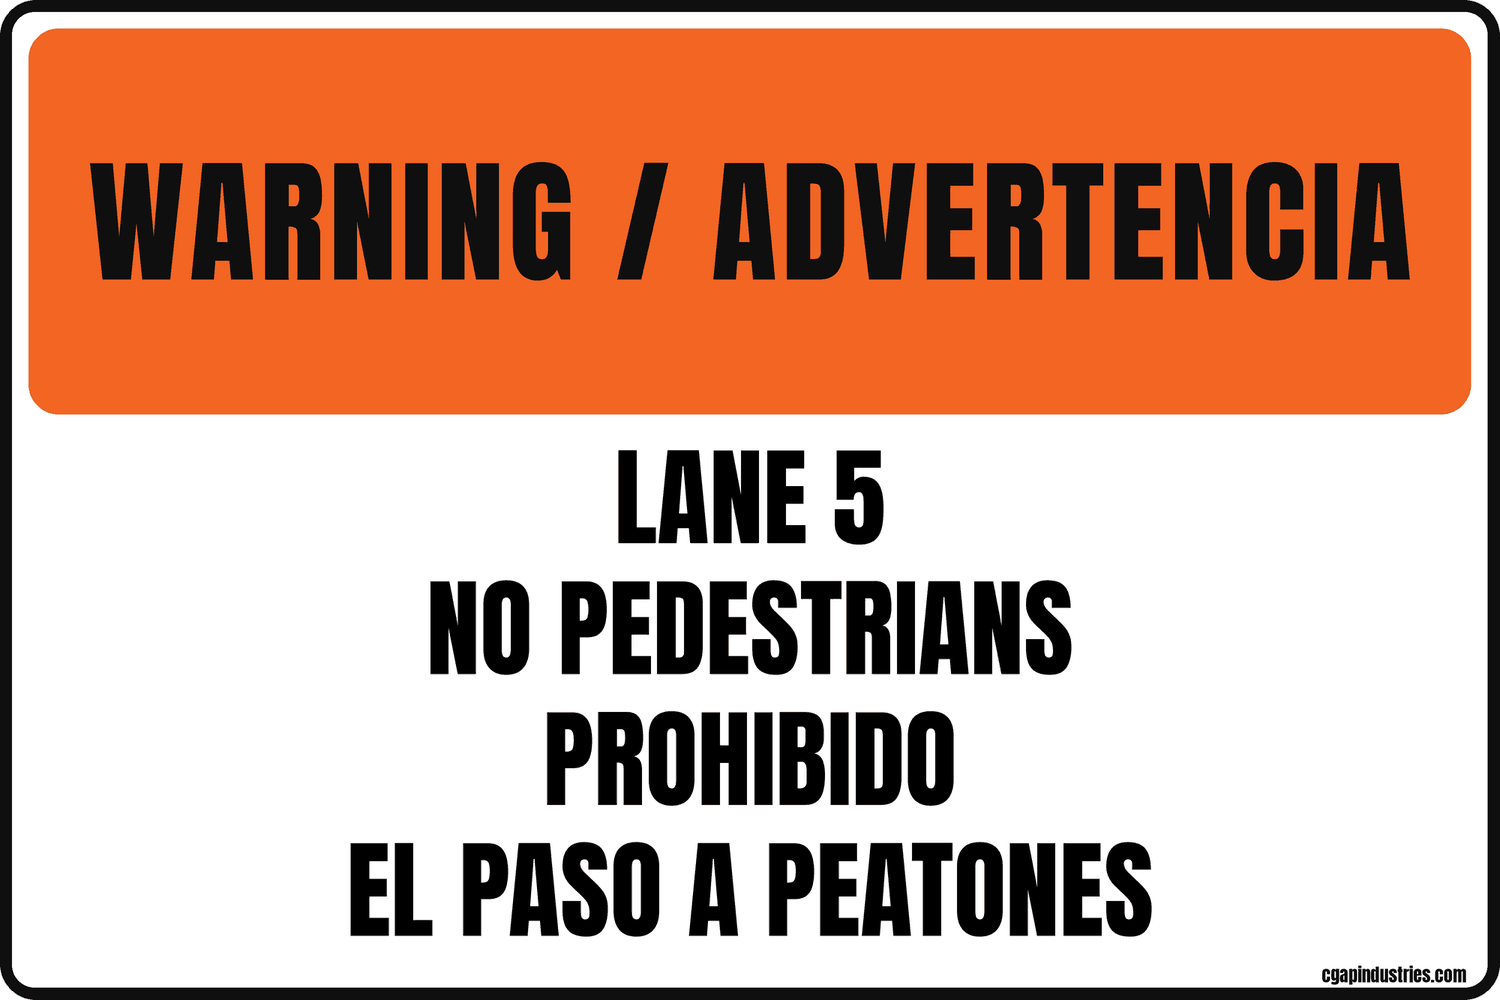 WARNING / ADVERTENCIA
LANE 5
NO PEDESTRIANS
PROHIBIDO
EL PASO A PEATONES
cgapindustries.com